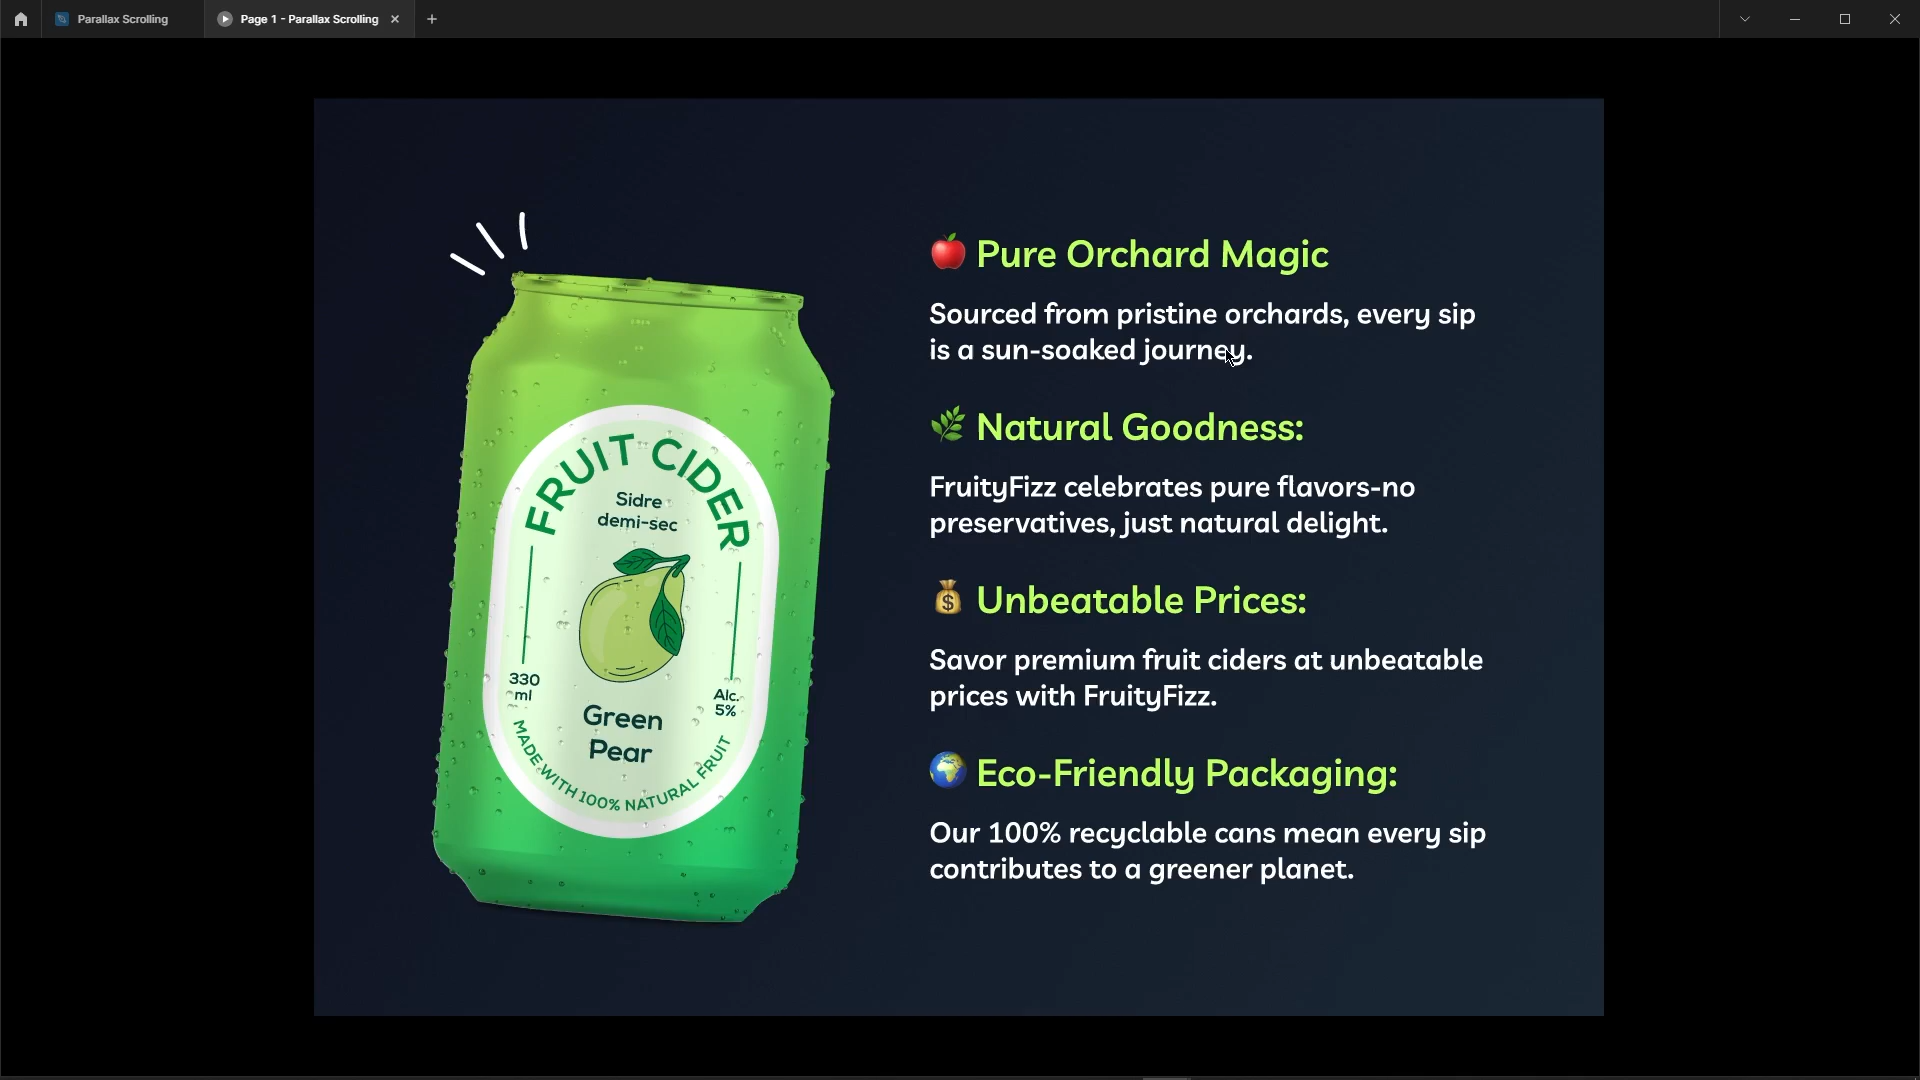 Parallax Scrolling
Page 1 - Parallax Scrolling
FRUIT CIDER
Sidre
demi-sec
330
ml
Alc.
5%
Green
Pear
MADE WITH 100% NATURAL FRUIT
🍎 Pure Orchard Magic
Sourced from pristine orchards, every sip
is a sun-soaked journey.
🌿 Natural Goodness:
FruityFizz celebrates pure flavors-no
preservatives, just natural delight.
💰 Unbeatable Prices:
Savor premium fruit ciders at unbeatable
prices with FruityFizz.
🌍 Eco-Friendly Packaging:
Our 100% recyclable cans mean every sip
contributes to a greener planet.